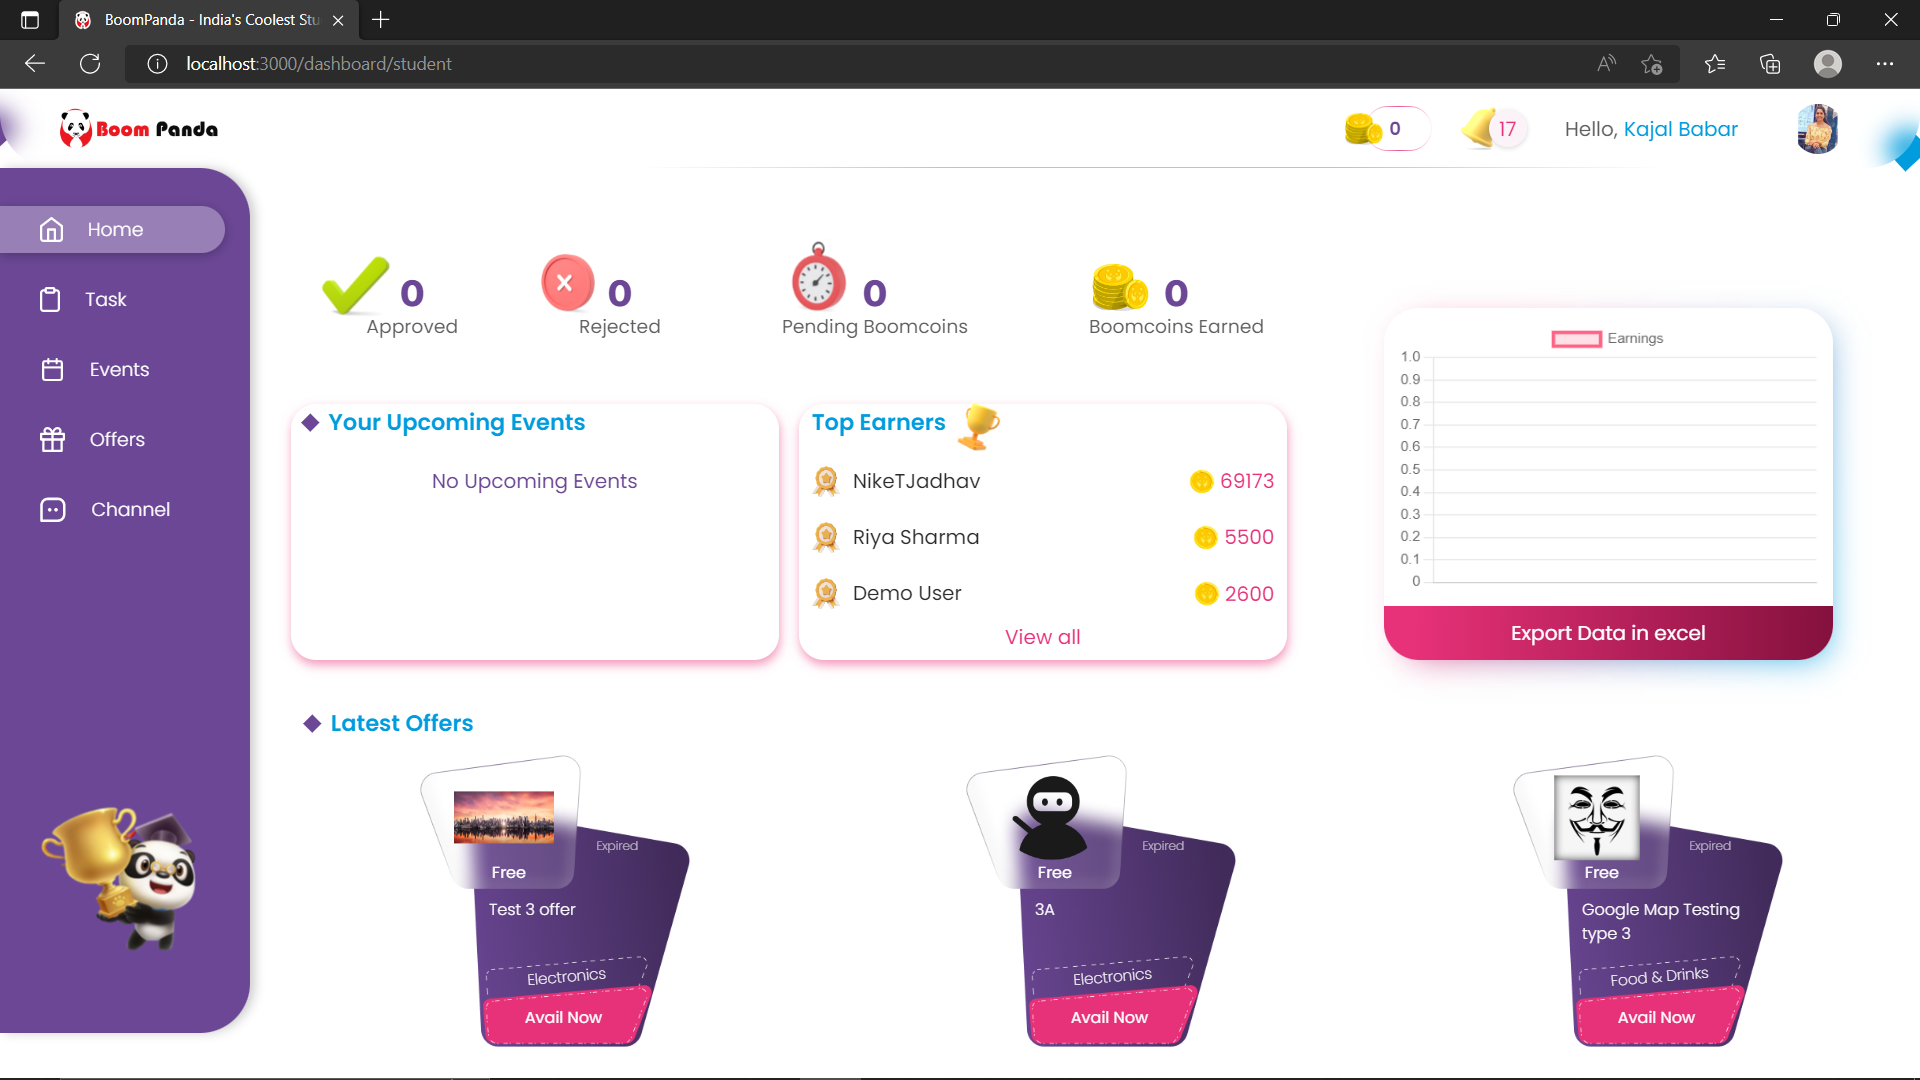 BoomPanda - India's Coolest Stu
localhost:3000/dashboard/student
Boom Panda
0
17
Hello, Kajal Babar
Home
Task
Events
Offers
Channel
0
Approved
0
Rejected
0
Pending Boomcoins
0
Boomcoins Earned
Your Upcoming Events
No Upcoming Events
Top Earners
NikeTJadhav 69173
Riya Sharma 5500
Demo User 2600
View all
Earnings
1.0
0.9
0.8
0.7
0.6
0.5
0.4
0.3
0.2
0.1
0
Export Data in excel
Latest Offers
Expired
Free
Test 3 offer
Electronics
Avail Now
Expired
Free
3A
Electronics
Avail Now
Expired
Free
Google Map Testing
type 3
Food & Drinks
Avail Now